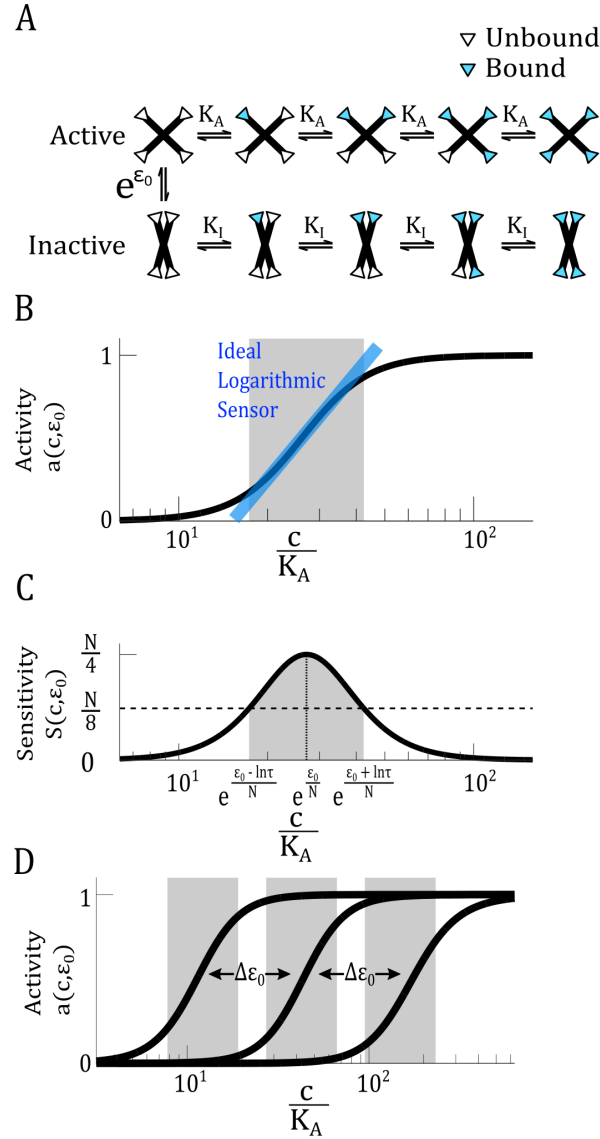 A
Unbound
Bound
K_A K_A K_A K_A
Active
e^{ε₀}
K_I K_I K_I K_I
Inactive
B
1
Ideal
Logarithmic
Sensor
Activity
a(c,ε₀)
0
10¹ 10²
c
K_A
C
N
4
N
8
Sensitivity
S(c,ε₀)
0
10¹ 10²
e^{(ε₀ - lnτ)/N} e^{ε₀/N} e^{(ε₀ + lnτ)/N}
c
K_A
D
1
Activity
a(c,ε₀)
Δε₀ Δε₀
0
10¹ 10²
c
K_A